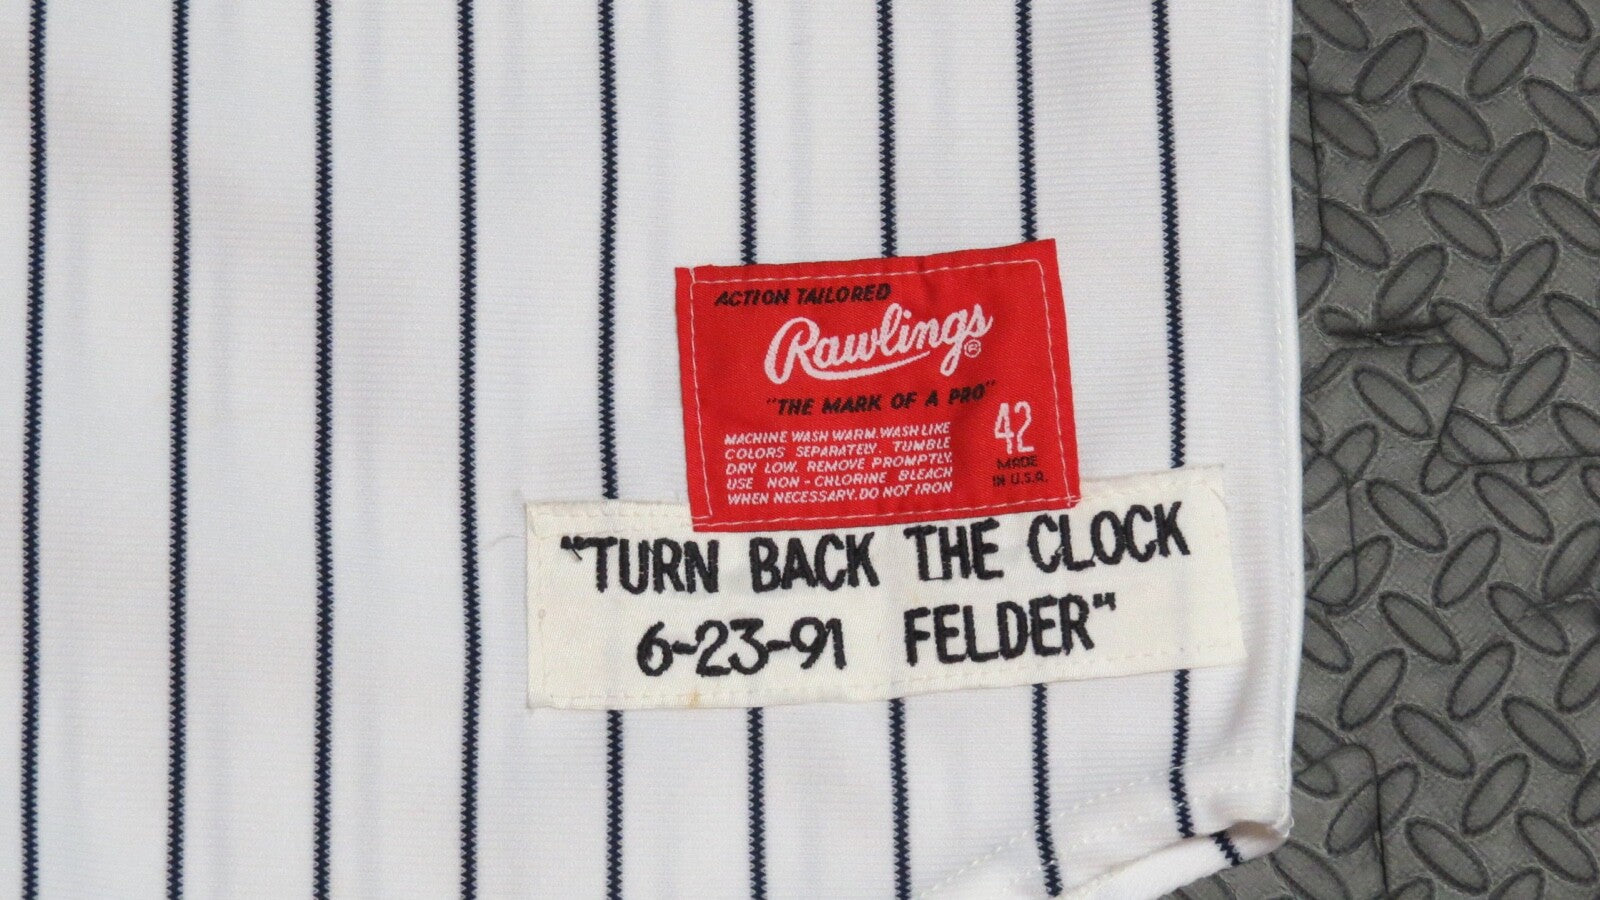 ACTION TAILORED
Rawlings®
"THE MARK OF A PRO"
MACHINE WASH WARM. WASH LIKE
COLORS SEPARATELY. TUMBLE
DRY LOW. REMOVE PROMPTLY.
USE NON-CHLORINE BLEACH
WHEN NECESSARY. DO NOT IRON
42
MADE
IN U.S.A.
"TURN BACK THE CLOCK
6-23-91 FELDER"